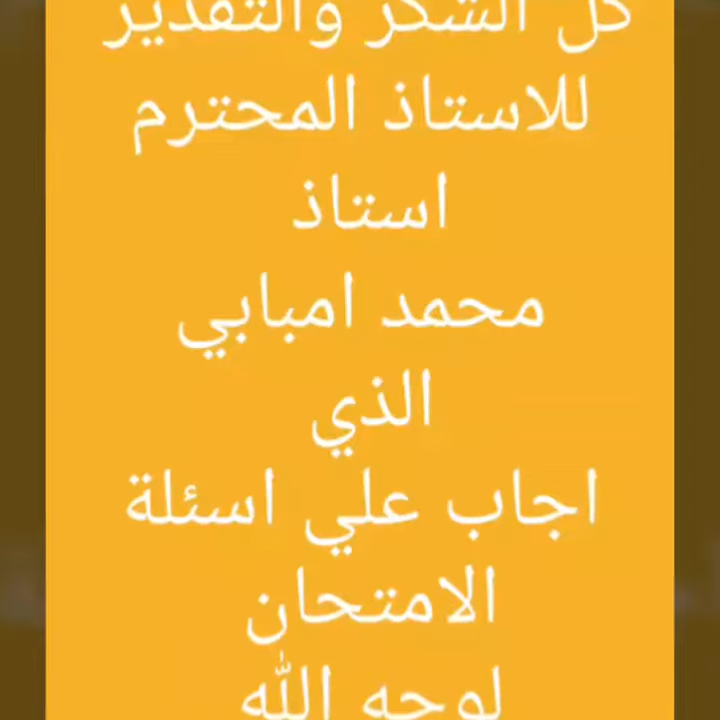 كل الشكر والتقدير
للاستاذ المحترم
استاذ
محمد امبابي
الذي
اجاب علي اسئلة
الامتحان
لوجه الله